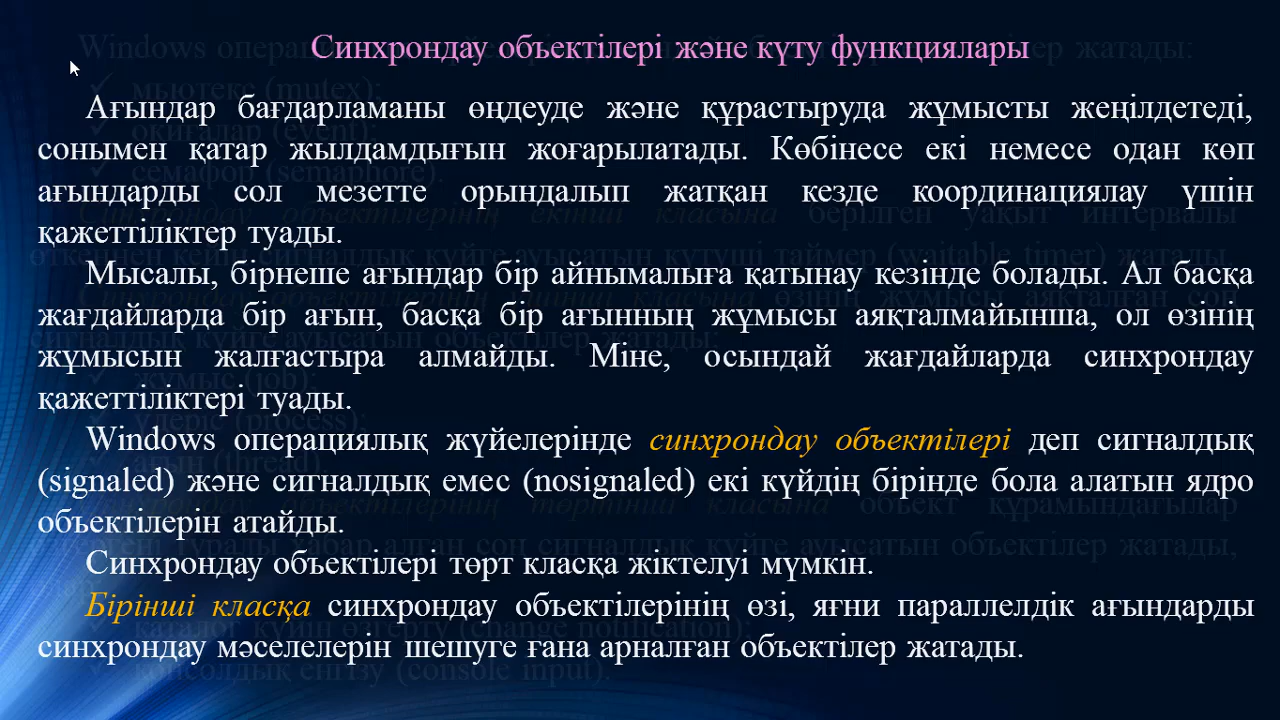 Синхрондау объектілері және күту функциялары
Ағындар бағдарламаны өңдеуде және құрастыруда жұмысты жеңілдетеді,
сонымен қатар жылдамдығын жоғарылатады. Көбінесе екі немесе одан көп
ағындарды сол мезетте орындалып жатқан кезде координациялау үшін
қажеттіліктер туады.
Мысалы, бірнеше ағындар бір айнымалыға қатынау кезінде болады. Ал басқа
жағдайларда бір ағын, басқа бір ағынның жұмысы аяқталмайынша, ол өзінің
жұмысын жалғастыра алмайды. Міне, осындай жағдайларда синхрондау
қажеттіліктері туады.
Windows операциялық жүйелерінде синхрондау объектілері деп сигналдық
(signaled) және сигналдық емес (nosignaled) екі күйдің бірінде бола алатын ядро
объектілерін атайды.
Синхрондау объектілері төрт класқа жіктелуі мүмкін.
Бірінші класқа синхрондау объектілерінің өзі, яғни параллелдік ағындарды
синхрондау мәселелерін шешуге ғана арналған объектілер жатады.